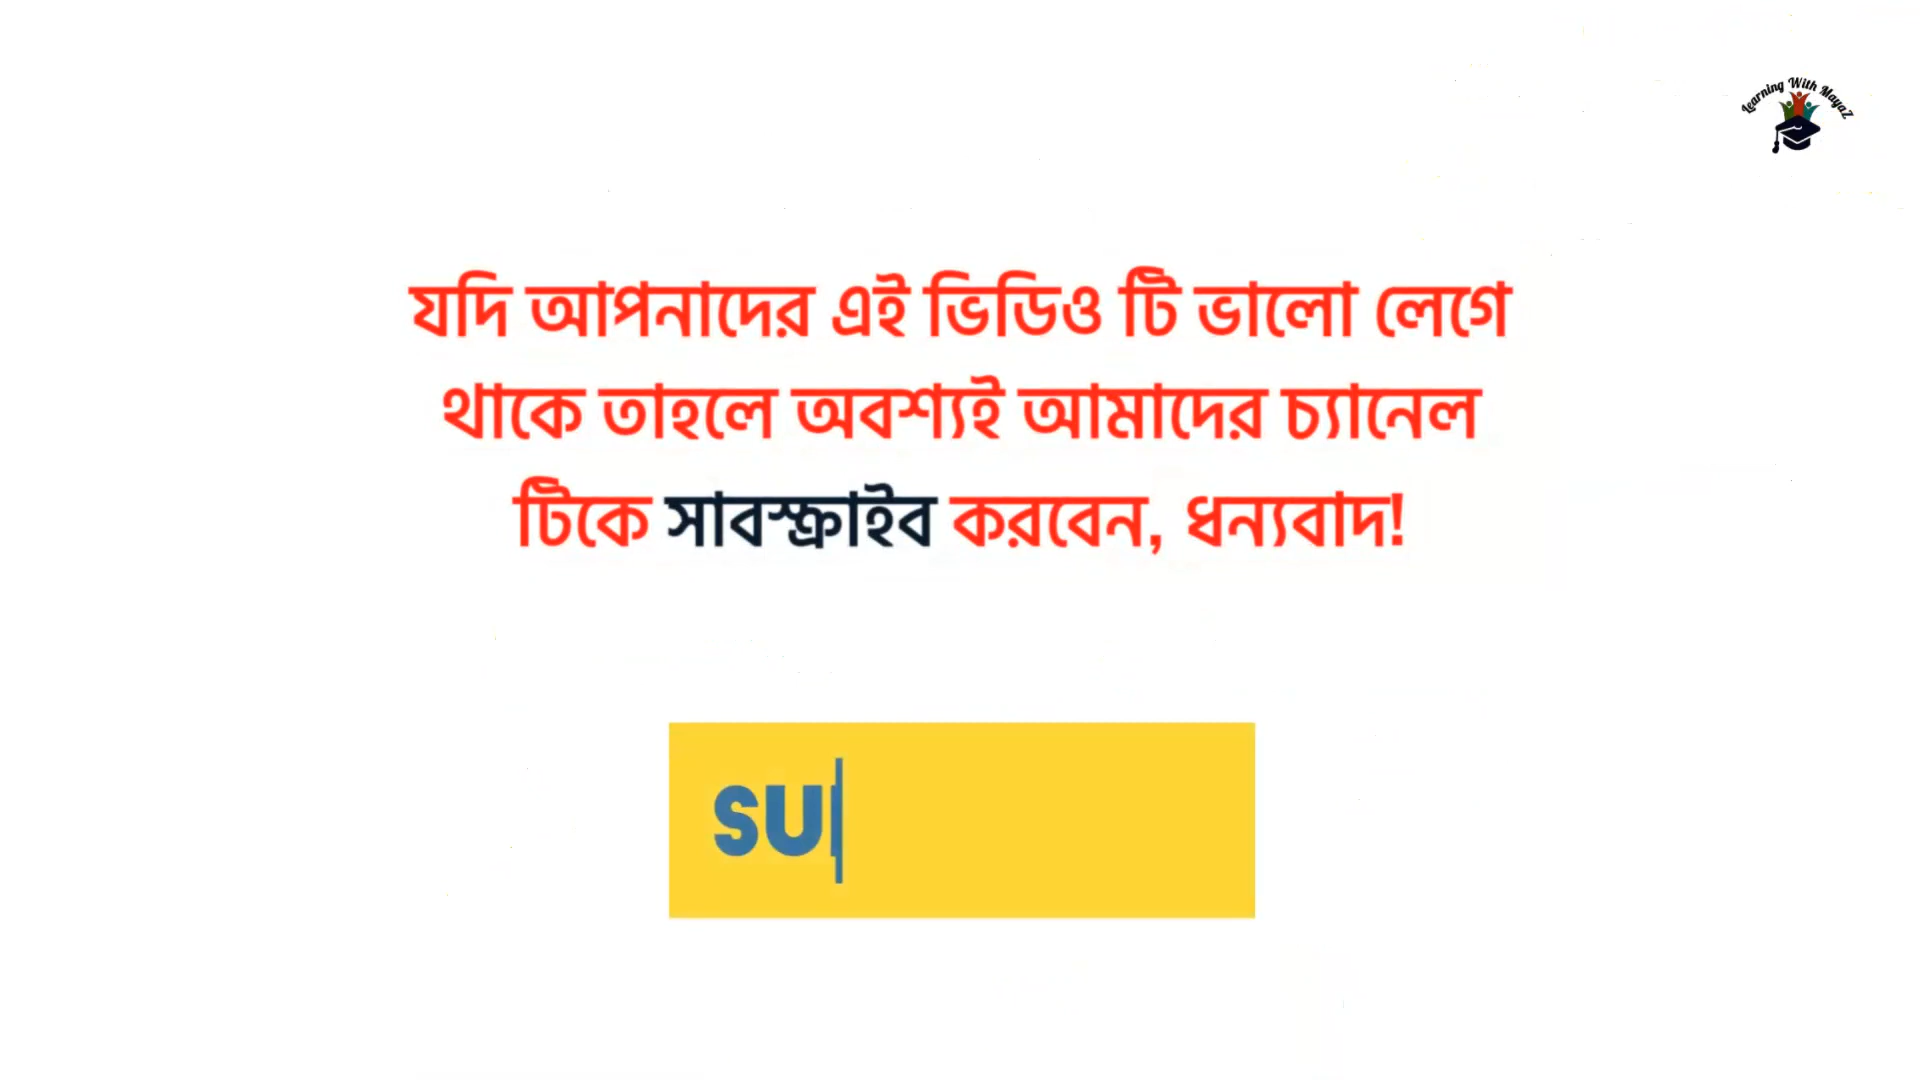 Learning With MayaZ
যদি আপনাদের এই ভিডিও টি ভালো লেগে
থাকে তাহলে অবশ্যই আমাদের চ্যানেল
টিকে সাবস্ক্রাইব করবেন, ধন্যবাদ!
SU